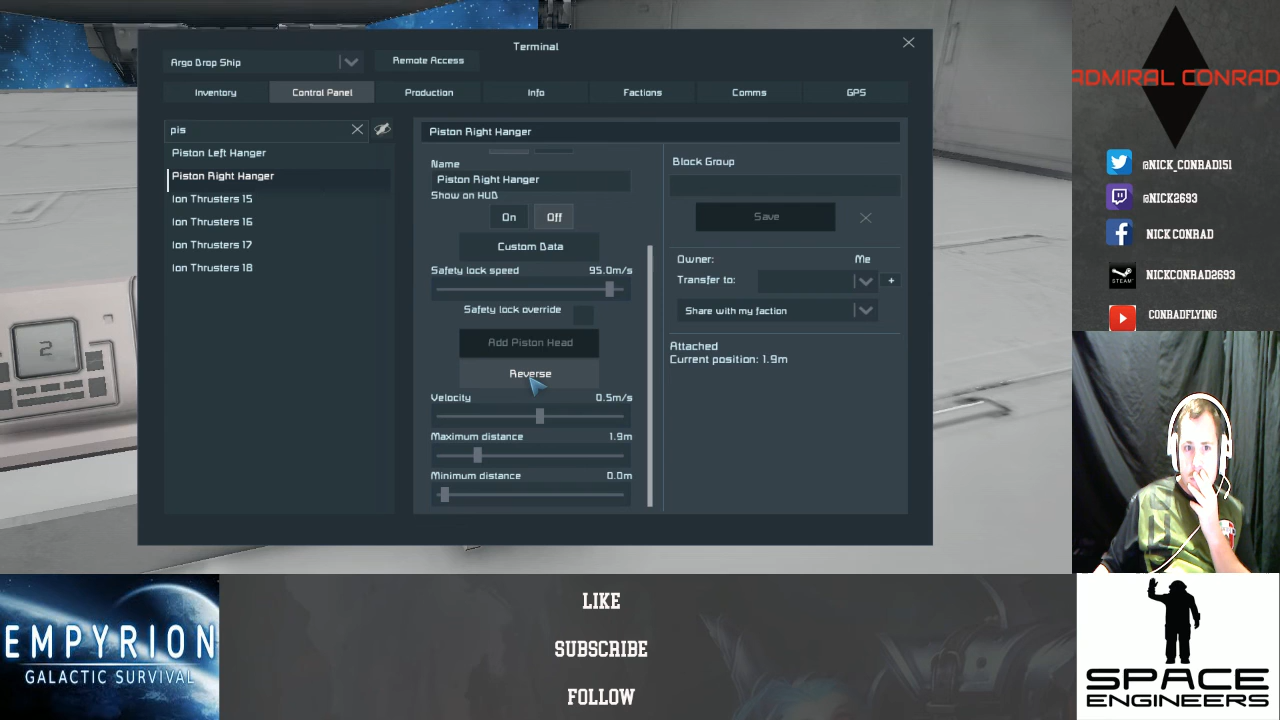 Terminal
Argo Drop Ship
Remote Access
Inventory
Control Panel
Production
Info
Factions
Comms
GPS
pis
Piston Left Hanger
Piston Right Hanger
Ion Thrusters 15
Ion Thrusters 16
Ion Thrusters 17
Ion Thrusters 18
Piston Right Hanger
Name
Piston Right Hanger
Show on HUD
On
Off
Custom Data
Safety lock speed
95.0m/s
Safety lock override
Add Piston Head
Reverse
Velocity
0.5m/s
Maximum distance
1.9m
Minimum distance
0.0m
Block Group
Save
Owner:
Me
Transfer to:
+
Share with my faction
Attached
Current position: 1.9m
2
ADMIRAL CONRAD
@NICK_CONRAD151
@NICK2693
NICK CONRAD
STEAM
NICKCONRAD2693
CONRADFLYING
EMPYRION
GALACTIC SURVIVAL
LIKE
SUBSCRIBE
FOLLOW
SPACE
ENGINEERS